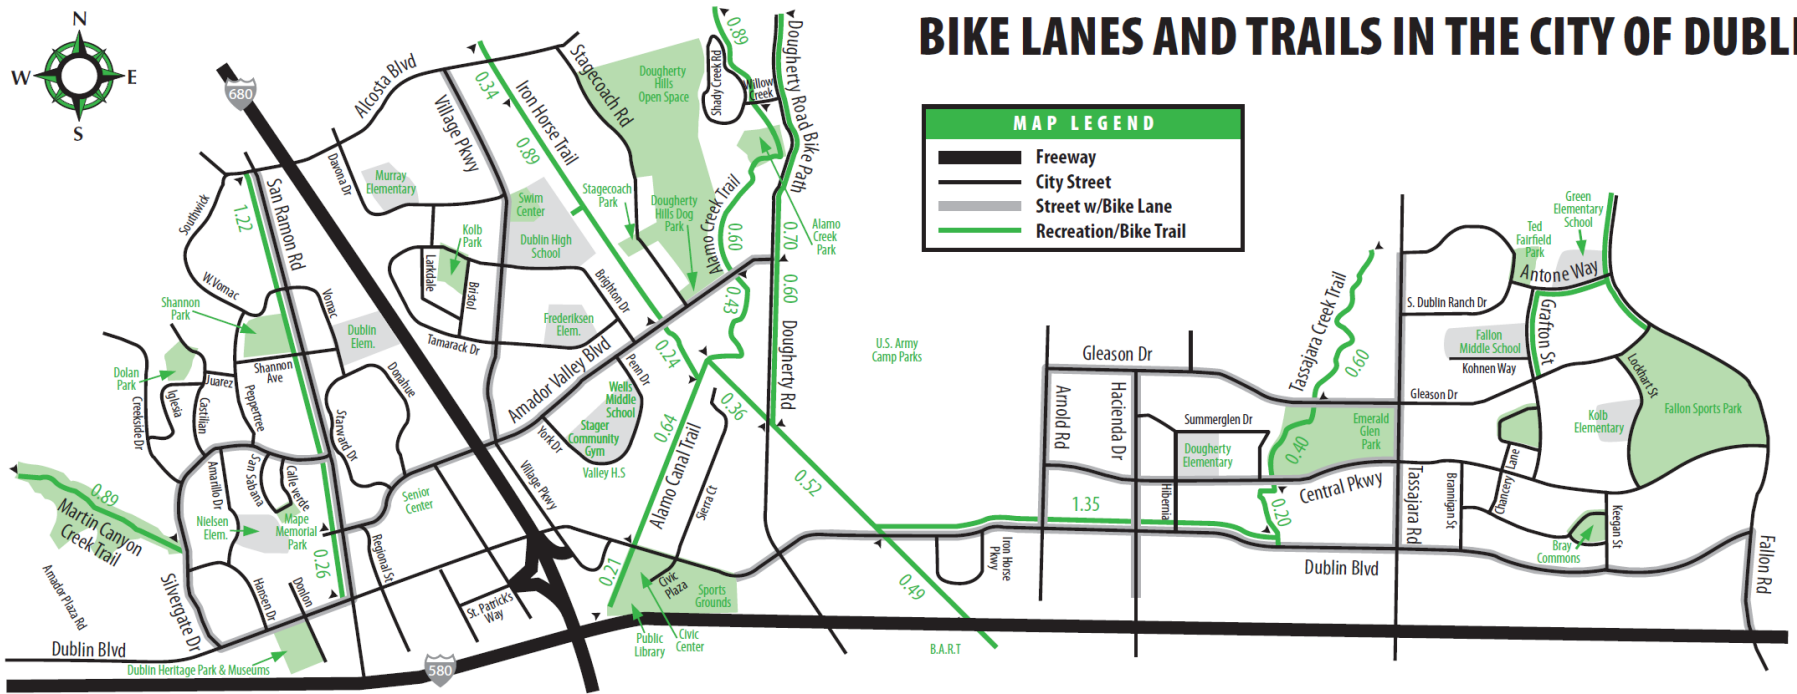 BIKE LANES AND TRAILS IN THE CITY OF DUBLI
N
W
E
S
MAP LEGEND
Freeway
City Street
Street w/Bike Lane
Recreation/Bike Trail
680
Alcosta Blvd
Village Pkwy
0.34
Iron Horse Trail
0.89
Stagecoach Rd
Dougherty
Hills
Open Space
Shady Creek Rd
0.89
Willow
Creek
Dougherty Road Bike Path
Davona Dr
Murray
Elementary
Southwick
1.22
San Ramon Rd
Swim
Center
Dublin High
School
Kolb
Park
Larkdale
Bristol
Stagecoach
Park
Dougherty
Hills Dog
Park
Alamo Creek Trail
0.60
0.70
Alamo
Creek
Park
W.Vomac
Vomac
Shannon
Park
Dublin
Elem.
Tamarack Dr
Brighton Dr
Frederiksen
Elem.
0.43
0.60
Dougherty Rd
U.S. Army
Camp Parks
Dolan
Park
Juarez
Shannon
Ave
Donahue
Amador Valley Blvd
Penn Dr
0.24
Iglesia
Castilian
Peppertree
Creekside Dr
Starward Dr
Wells
Middle
School
Stager
Community
Gym
York Dr
Valley H.S
0.64
0.36
Alamo Canal Trail
Sierra Ct
0.52
0.89
Martin Canyon
Creek Trail
Amarillo Dr
San Sabana
Calle verde
Nielsen
Elem.
Mape
Memorial
Park
0.26
Senior
Center
Village Pkwy
Regional St
Amador Plaza Rd
Silvergate Dr
Hansen Dr
Donlon
St. Patrick's
Way
0.21
Civic
Plaza
Sports
Grounds
Public
Library
Civic
Center
Dublin Blvd
Dublin Heritage Park & Museums
580
0.49
B.A.R.T
Gleason Dr
Arnold Rd
Hacienda Dr
Summerglen Dr
Dougherty
Elementary
Hibernia
1.35
Iron Horse
Pkwy
Tassajara Creek Trail
0.60
Emerald
Glen
Park
0.40
0.20
Central Pkwy
Dublin Blvd
Tassajara Rd
S. Dublin Ranch Dr
Fallon
Middle School
Kohnen Way
Gleason Dr
Grafton St
Antone Way
Ted
Fairfield
Park
Green
Elementary
School
Lockhart St
Kolb
Elementary
Fallon Sports Park
Brannigan St
Chancery Lane
Keegan St
Bray
Commons
Fallon Rd